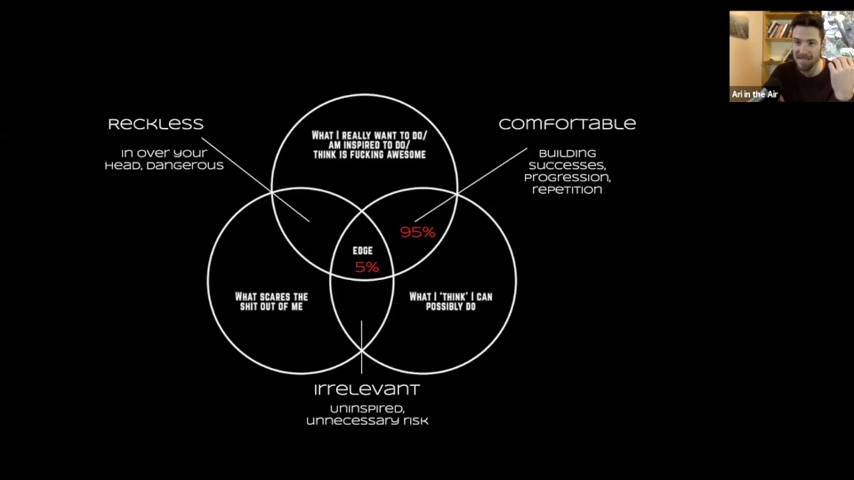 Ari in the Air
RECKLESS
IN OVER YOUR
HEAD, DANGEROUS
WHAT I REALLY WANT TO DO/
AM INSPIRED TO DO/
THINK IS FUCKING AWESOME
COMFORTABLE
BUILDING
SUCCESSES,
PROGRESSION,
REPETITION
95%
EDGE
5%
WHAT SCARES THE
SHIT OUT OF ME
WHAT I 'THINK' I CAN
POSSIBLY DO
IRRELEVANT
UNINSPIRED,
UNNECESSARY RISK